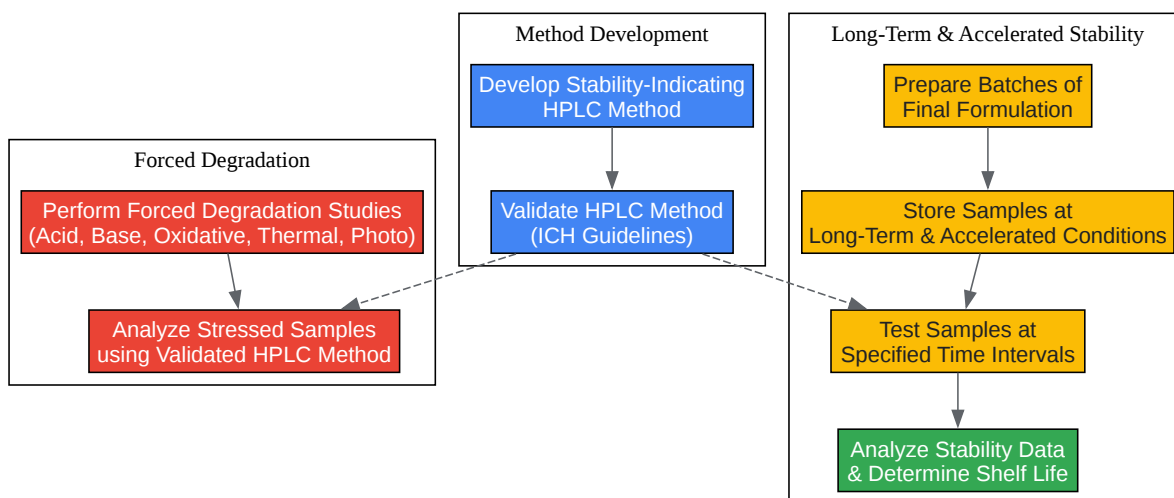 Method Development
Develop Stability-Indicating
HPLC Method
Validate HPLC Method
(ICH Guidelines)
Forced Degradation
Perform Forced Degradation Studies
(Acid, Base, Oxidative, Thermal, Photo)
Analyze Stressed Samples
using Validated HPLC Method
Long-Term & Accelerated Stability
Prepare Batches of
Final Formulation
Store Samples at
Long-Term & Accelerated Conditions
Test Samples at
Specified Time Intervals
Analyze Stability Data
& Determine Shelf Life